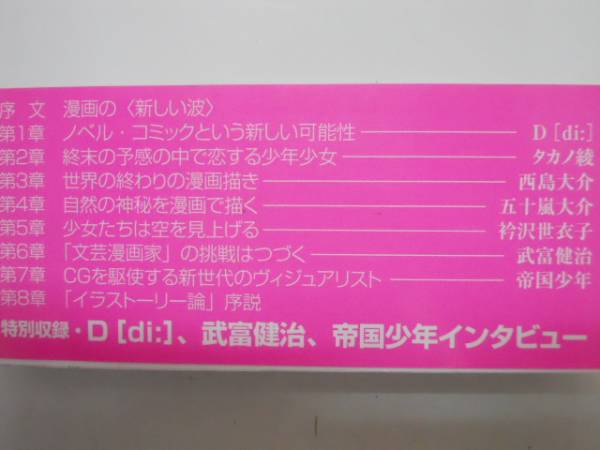 序 文 漫画の〈新しい波〉
第1章 ノベル・コミックという新しい可能性 ── D[di:]
第2章 終末の予感の中で恋する少年少女 ── タカノ綾
第3章 世界の終わりの漫画描き ── 西島大介
第4章 自然の神秘を漫画で描く ── 五十嵐大介
第5章 少女たちは空を見上げる ── 衿沢世衣子
第6章 「文芸漫画家」の挑戦はつづく ── 武富健治
第7章 CGを駆使する新世代のヴィジュアリスト ── 帝国少年
第8章 「イラストーリー論」序説
特別収録・D[di:]、武富健治、帝国少年インタビュー